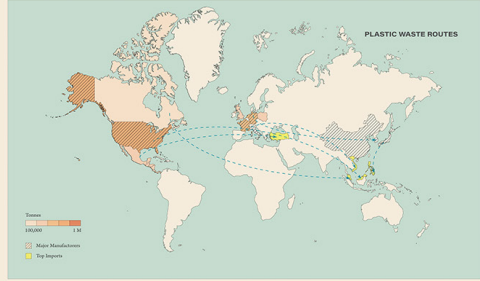 PLASTIC WASTE ROUTES
Tonnes
100,000 1 M
Major Manufacturers
Top Imports